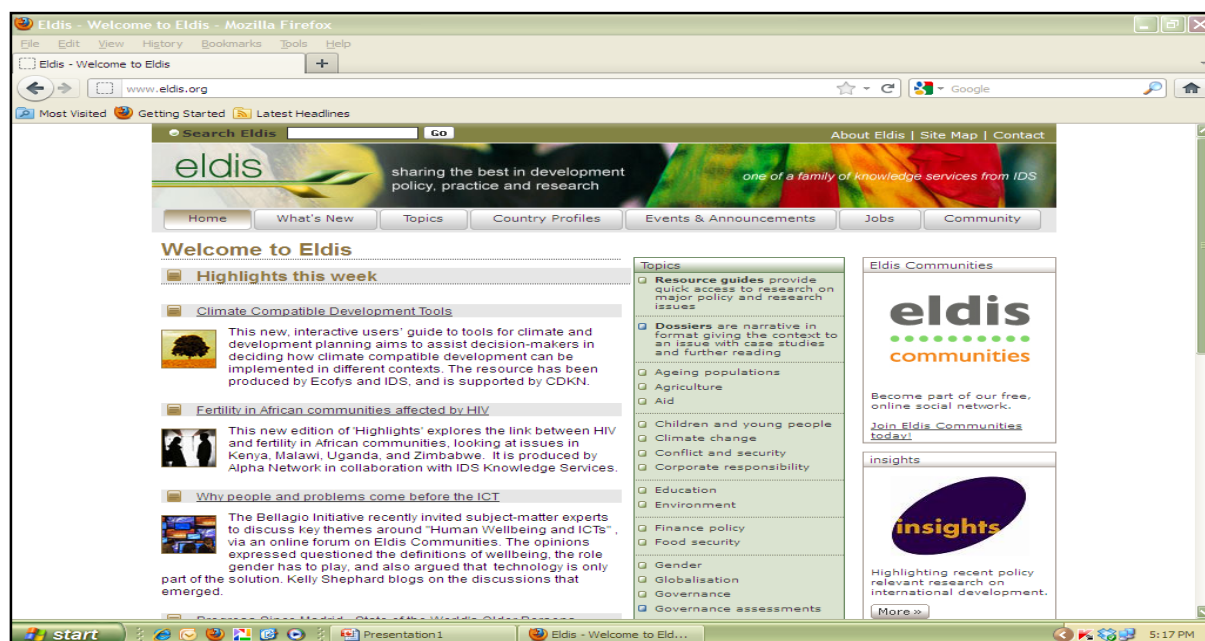 Eldis - Welcome to Eldis - Mozilla Firefox
File Edit View History Bookmarks Tools Help
Eldis - Welcome to Eldis
www.eldis.org
Google
Most Visited Getting Started Latest Headlines
Search Eldis Go
About Eldis | Site Map | Contact
eldis
sharing the best in development
policy, practice and research
one of a family of knowledge services from IDS
Home What's New Topics Country Profiles Events & Announcements Jobs Community
Welcome to Eldis
Highlights this week
Climate Compatible Development Tools
This new, interactive users' guide to tools for climate and
development planning aims to assist decision-makers in
deciding how climate compatible development can be
implemented in different contexts. The resource has been
produced by Ecofys and IDS, and is supported by CDKN.
Fertility in African communities affected by HIV
This new edition of 'Highlights' explores the link between HIV
and fertility in African communities, looking at issues in
Kenya, Malawi, Uganda, and Zimbabwe. It is produced by
Alpha Network in collaboration with IDS Knowledge Services.
Why people and problems come before the ICT
The Bellagio Initiative recently invited subject-matter experts
to discuss key themes around "Human Wellbeing and ICTs" ,
via an online forum on Eldis Communities. The opinions
expressed questioned the definitions of wellbeing, the role
gender has to play, and also argued that technology is only
part of the solution. Kelly Shephard blogs on the discussions that
emerged.
Progress Since Madrid - State of the World's Older Persons
Topics
Resource guides provide
quick access to research on
major policy and research
issues
Dossiers are narrative in
format giving the context to
an issue with case studies
and further reading
Ageing populations
Agriculture
Aid
Children and young people
Climate change
Conflict and security
Corporate responsibility
Education
Environment
Finance policy
Food security
Gender
Globalisation
Governance
Governance assessments
Eldis Communities
eldis
communities
Become part of our free,
online social network.
Join Eldis Communities
today!
insights
insights
Highlighting recent policy
relevant research on
international development.
More »
start
Presentation1
Eldis - Welcome to Eld...
5:17 PM